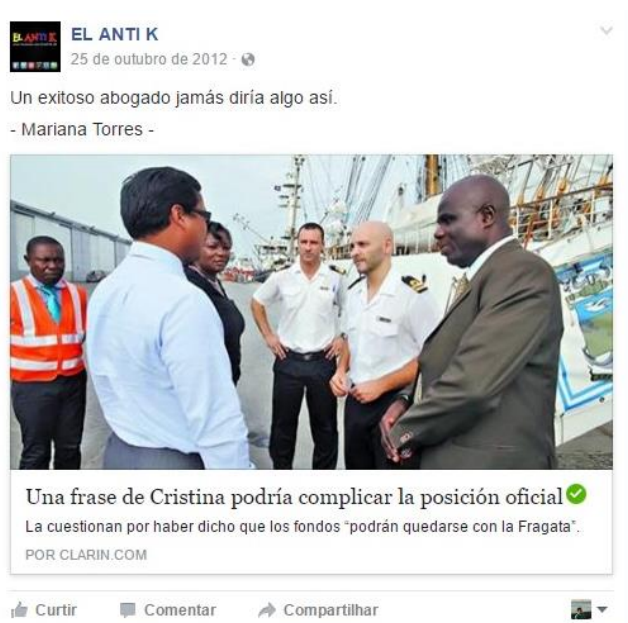 EL ANTI K
EL ANTI K
25 de outubro de 2012 ·
Un exitoso abogado jamás diría algo así.
- Mariana Torres -
Una frase de Cristina podría complicar la posición oficial
La cuestionan por haber dicho que los fondos “podrán quedarse con la Fragata”.
POR CLARIN.COM
Curtir Comentar Compartilhar